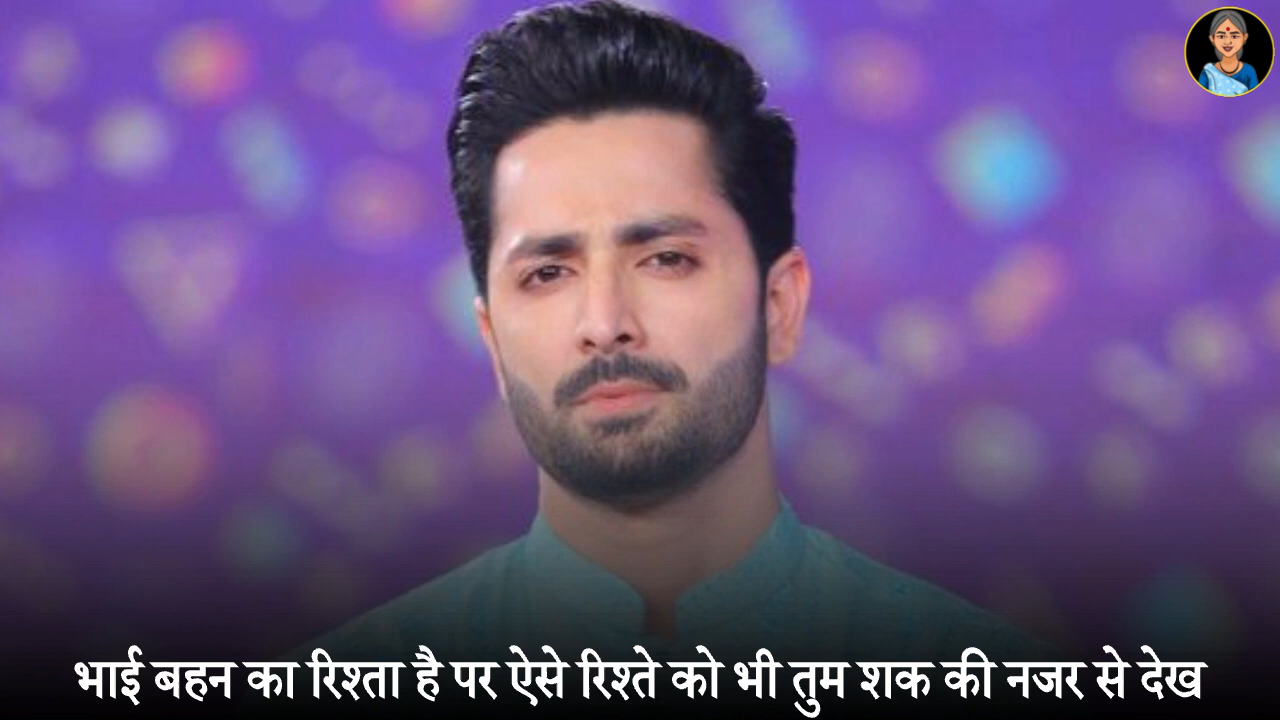 भाई बहन का रिश्ता है पर ऐसे रिश्ते को भी तुम शक की नजर से देख